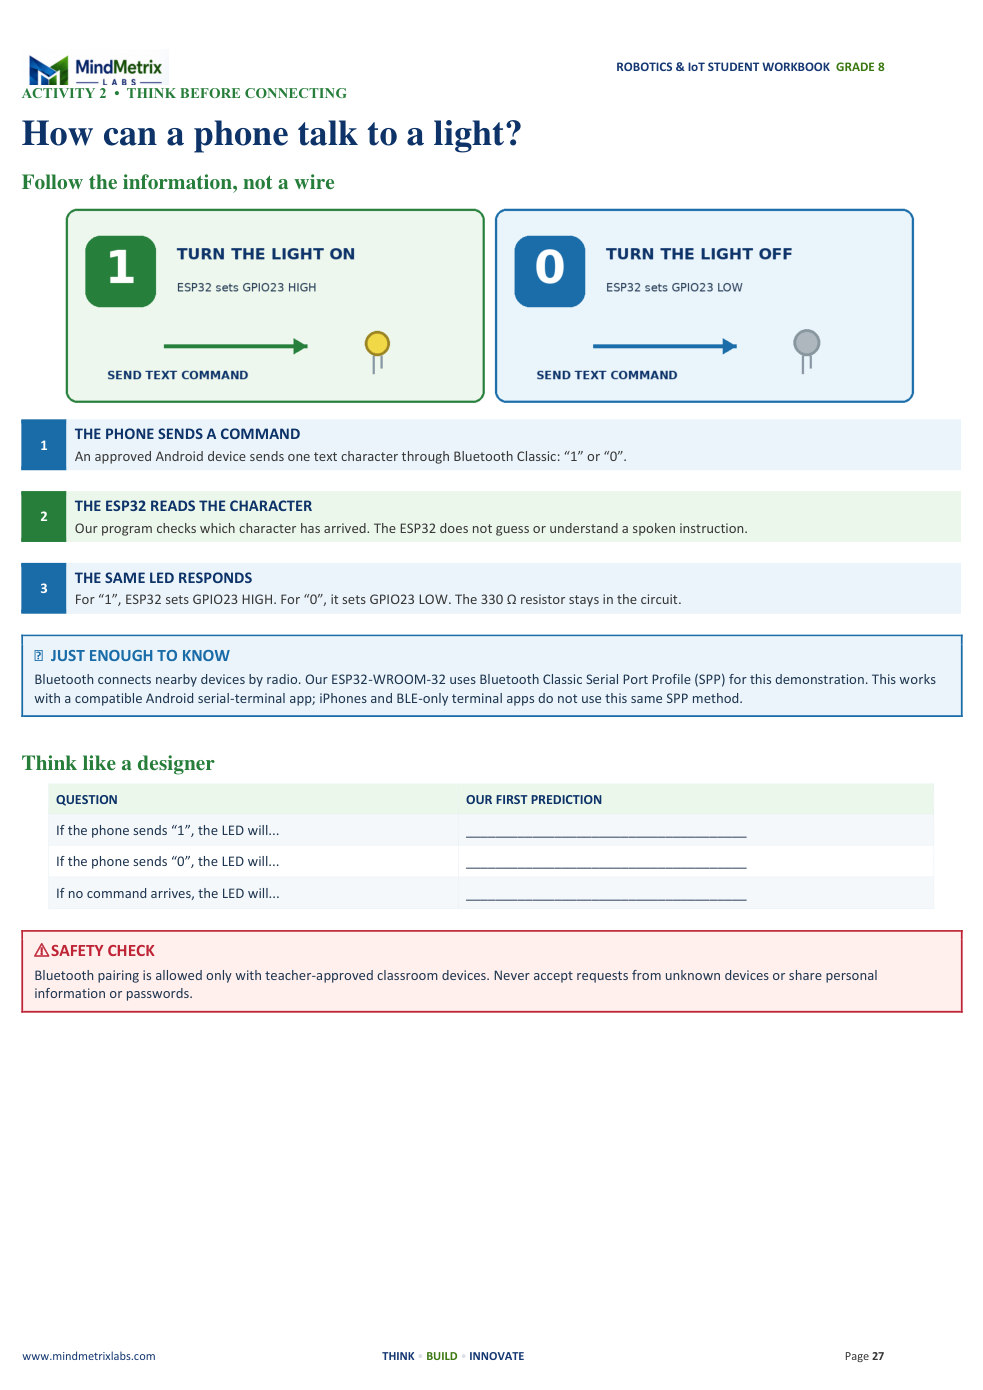 MindMetrix
LABS
ROBOTICS & IoT STUDENT WORKBOOK GRADE 8
ACTIVITY 2 • THINK BEFORE CONNECTING
How can a phone talk to a light?
Follow the information, not a wire
1
TURN THE LIGHT ON
ESP32 sets GPIO23 HIGH
SEND TEXT COMMAND
0
TURN THE LIGHT OFF
ESP32 sets GPIO23 LOW
SEND TEXT COMMAND
1
THE PHONE SENDS A COMMAND
An approved Android device sends one text character through Bluetooth Classic: “1” or “0”.
2
THE ESP32 READS THE CHARACTER
Our program checks which character has arrived. The ESP32 does not guess or understand a spoken instruction.
3
THE SAME LED RESPONDS
For “1”, ESP32 sets GPIO23 HIGH. For “0”, it sets GPIO23 LOW. The 330 Ω resistor stays in the circuit.
JUST ENOUGH TO KNOW
Bluetooth connects nearby devices by radio. Our ESP32-WROOM-32 uses Bluetooth Classic Serial Port Profile (SPP) for this demonstration. This works
with a compatible Android serial-terminal app; iPhones and BLE-only terminal apps do not use this same SPP method.
Think like a designer
QUESTION OUR FIRST PREDICTION
If the phone sends “1”, the LED will... ________________________________________
If the phone sends “0”, the LED will... ________________________________________
If no command arrives, the LED will... ________________________________________
⚠SAFETY CHECK
Bluetooth pairing is allowed only with teacher-approved classroom devices. Never accept requests from unknown devices or share personal
information or passwords.
www.mindmetrixlabs.com THINK • BUILD • INNOVATE Page 27